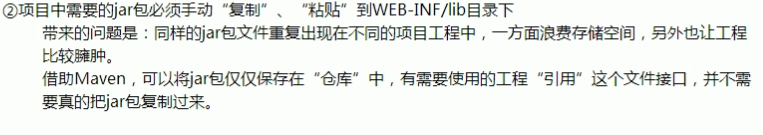 ②项目中需要的jar包必须手动“复制”、“粘贴”到WEB-INF/lib目录下
带来的问题是：同样的jar包文件重复出现在不同的项目工程中，一方面浪费存储空间，另外也让工程
比较臃肿。
借助Maven，可以将jar包仅仅保存在“仓库”中，有需要使用的工程“引用”这个文件接口，并不需
要真的把jar包复制过来。